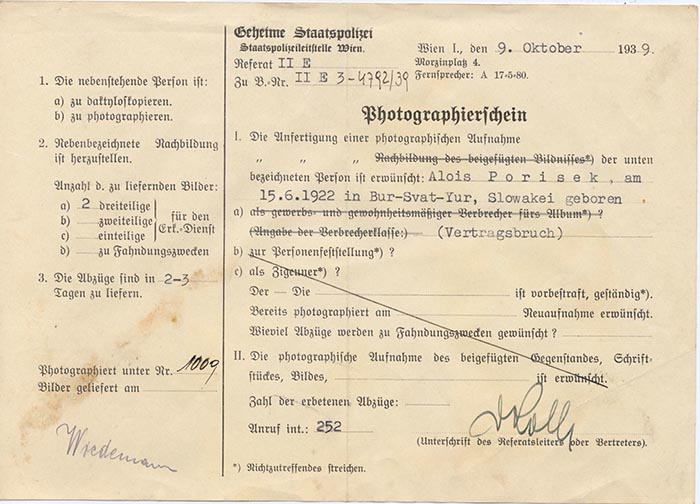 Geheime Staatspolizei
Staatspolizeileitstelle Wien.
Referat II E
Zu B.-Nr. II E 3-4792/39
Wien I., den 9. Oktober 1939.
Morzinplatz 4.
Fernsprecher: A 17-5-80.
1. Die nebenstehende Person ist:
a) zu daktyloskopieren.
b) zu photographieren.
2. Nebenbezeichnete Nachbildung
ist herzustellen.
Anzahl d. zu liefernden Bilder:
a) 2 dreiteilige
b) zweiteilige
c) einteilige
für den
Erk.-Dienst
d) zu Fahndungszwecken
3. Die Abzüge sind in 2-3
Tagen zu liefern.
Photographiert unter Nr. 1009
Bilder geliefert am
Wiedemann
Photographierschein
I. Die Anfertigung einer photographischen Aufnahme
„ „ „ Nachbildung des beigefügten Bildnisses*) der unten
bezeichneten Person ist erwünscht: Alois Porisek, am
15.6.1922 in Bur-Svat-Yur, Slowakei geboren
a) als gewerbs- und gewohnheitsmäßiger Verbrecher fürs Album*) ?
(Angabe der Verbrecherklasse:) (Vertragsbruch)
b) zur Personenfeststellung*) ?
c) als Zigeuner*) ?
Der - Die ist vorbestraft, geständig*).
Bereits photographiert am Neuaufnahme erwünscht.
Wieviel Abzüge werden zu Fahndungszwecken gewünscht ?
II. Die photographische Aufnahme des beigefügten Gegenstandes, Schrift-
stückes, Bildes, ist erwünscht.
Zahl der erbetenen Abzüge:
Anruf int.: 252
(Unterschrift des Referatsleiters oder Vertreters).
*) Nichtzutreffendes streichen.